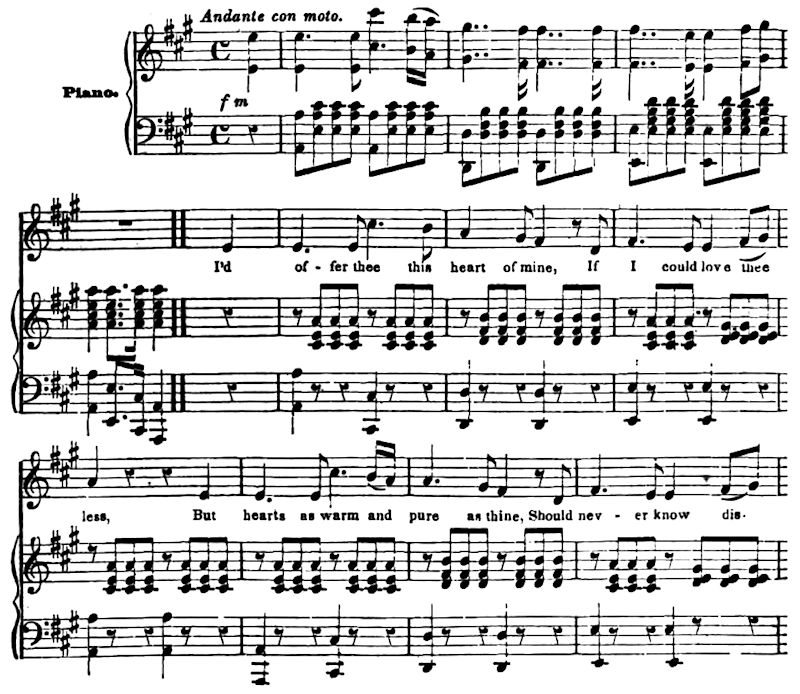 Andante con moto.
Piano.
f m
I'd of - fer thee this heart of mine, If I could love thee
less, But hearts as warm and pure as thine, Should nev - er know dis-